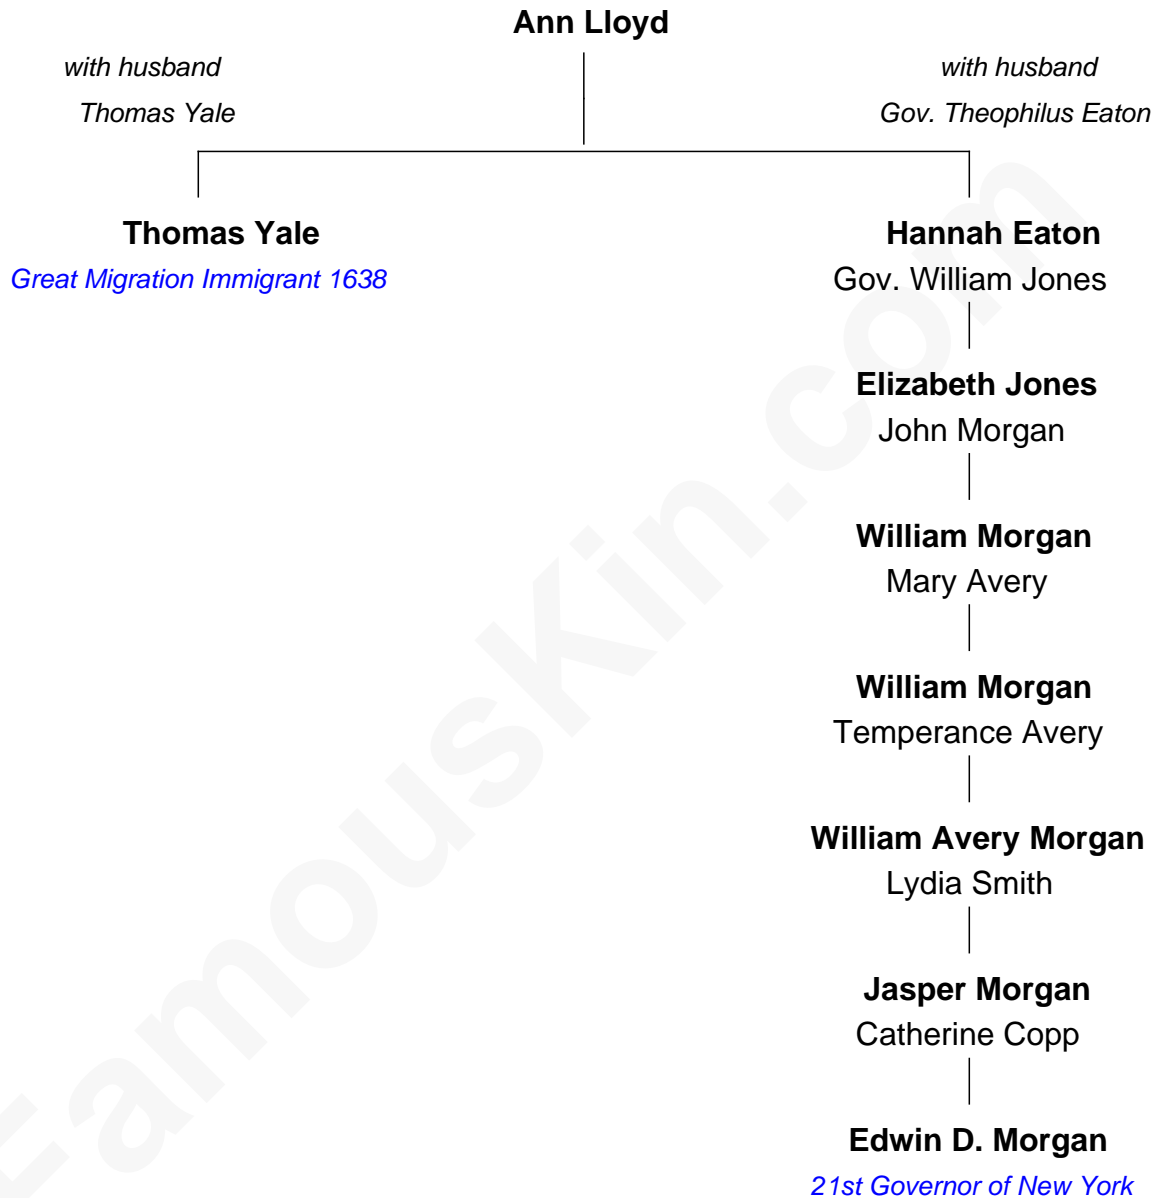 Ann Lloyd
with husband
Thomas Yale
with husband
Gov. Theophilus Eaton
Thomas Yale
Great Migration Immigrant 1638
Hannah Eaton
Gov. William Jones
Elizabeth Jones
John Morgan
William Morgan
Mary Avery
William Morgan
Temperance Avery
William Avery Morgan
Lydia Smith
Jasper Morgan
Catherine Copp
Edwin D. Morgan
21st Governor of New York
FamousKin.com